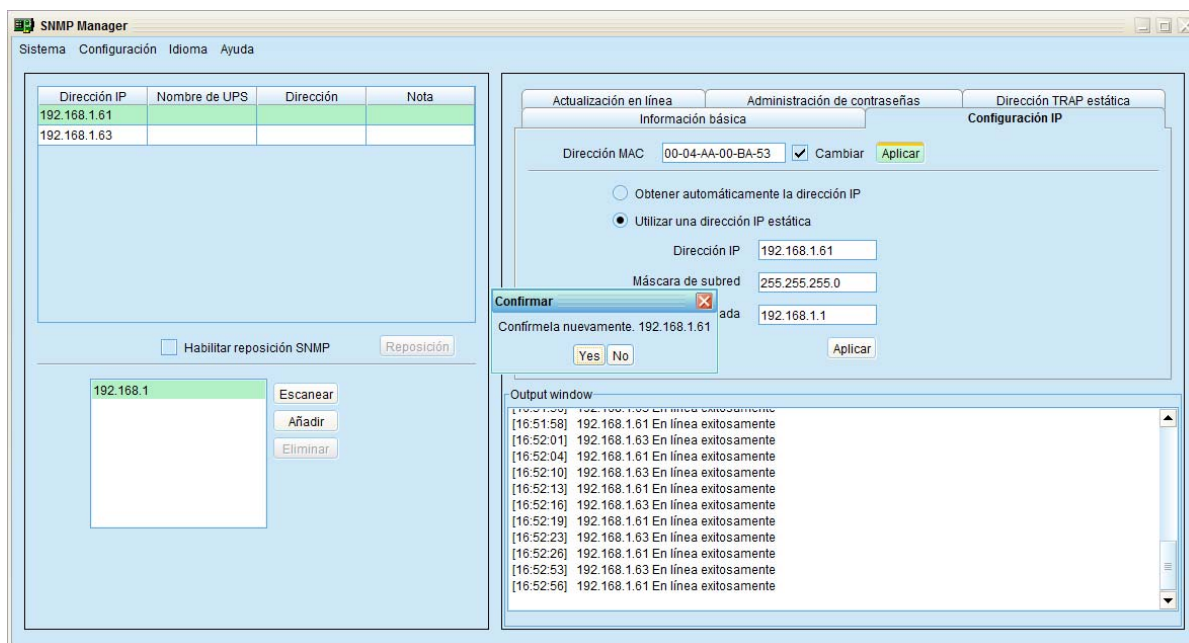 SNMP Manager
Sistema Configuración Idioma Ayuda
Dirección IP Nombre de UPS Dirección Nota
192.168.1.61
192.168.1.63
Habilitar reposición SNMP Reposición
192.168.1
Escanear
Añadir
Eliminar
Actualización en línea Administración de contraseñas Dirección TRAP estática
Información básica Configuración IP
Dirección MAC 00-04-AA-00-BA-53 Cambiar Aplicar
Obtener automáticamente la dirección IP
Utilizar una dirección IP estática
Dirección IP 192.168.1.61
Máscara de subred 255.255.255.0
192.168.1.1
Aplicar
Confirmar
Confírmela nuevamente. 192.168.1.61
Yes No
Output window
[16:51:58] 192.168.1.61 En línea exitosamente
[16:52:01] 192.168.1.63 En línea exitosamente
[16:52:04] 192.168.1.61 En línea exitosamente
[16:52:10] 192.168.1.63 En línea exitosamente
[16:52:13] 192.168.1.61 En línea exitosamente
[16:52:16] 192.168.1.63 En línea exitosamente
[16:52:19] 192.168.1.61 En línea exitosamente
[16:52:23] 192.168.1.63 En línea exitosamente
[16:52:26] 192.168.1.61 En línea exitosamente
[16:52:53] 192.168.1.63 En línea exitosamente
[16:52:56] 192.168.1.61 En línea exitosamente